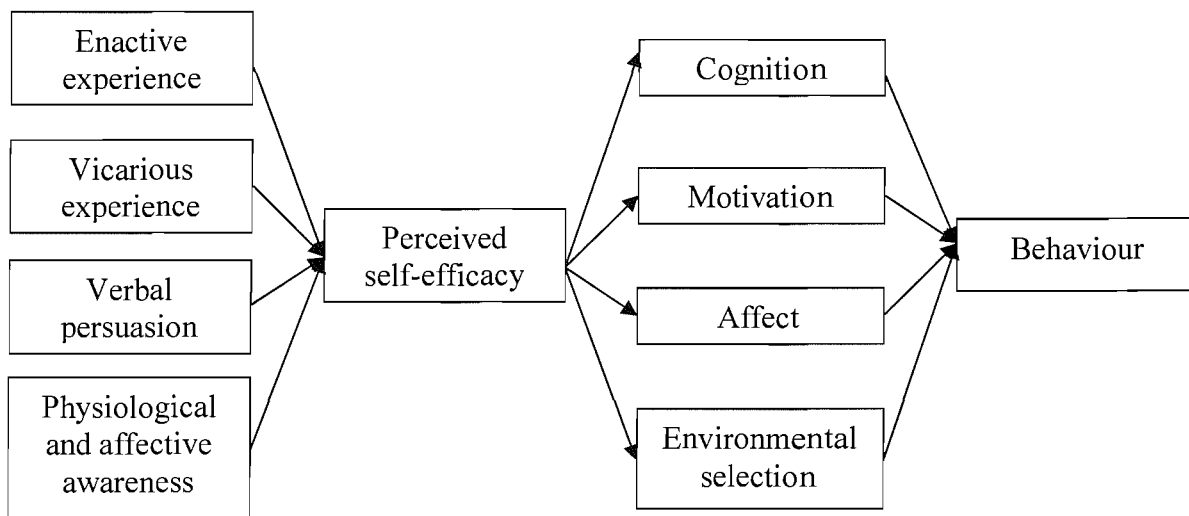 Enactive
experience
Vicarious
experience
Verbal
persuasion
Physiological
and affective
awareness
Perceived
self-efficacy
Cognition
Motivation
Affect
Environmental
selection
Behaviour